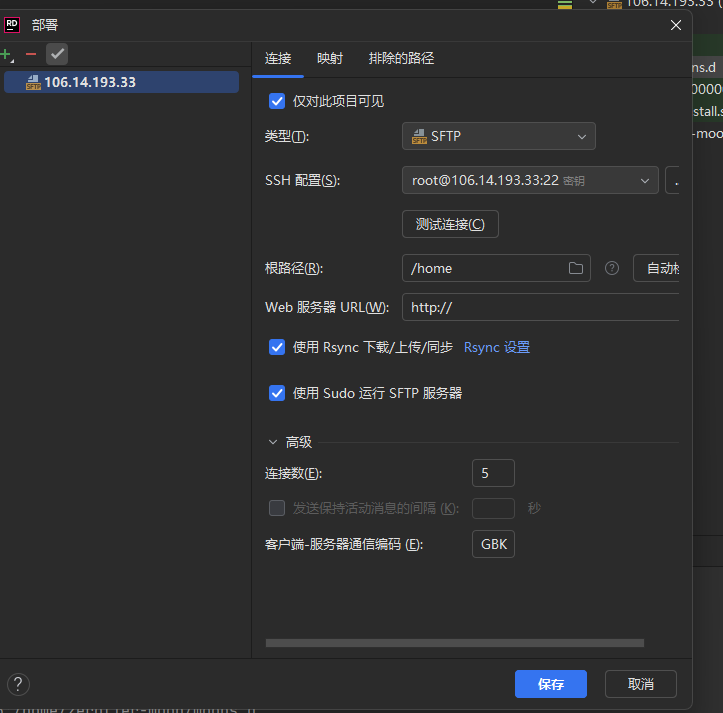 106.14.193.33 (
RD 部署
连接 映射 排除的路径
SFTP 106.14.193.33
ns.d
仅对此项目可见
00000
stall.s
类型(T): SFTP SFTP
-moo
SSH 配置(S): root@106.14.193.33:22 密钥 ..
测试连接(C)
根路径(R): /home ? 自动检
Web 服务器 URL(W): http://
使用 Rsync 下载/上传/同步 Rsync 设置
使用 Sudo 运行 SFTP 服务器
高级
连接数(E): 5
发送保持活动消息的间隔 (K): 秒
客户端-服务器通信编码 (E): GBK
? 保存 取消